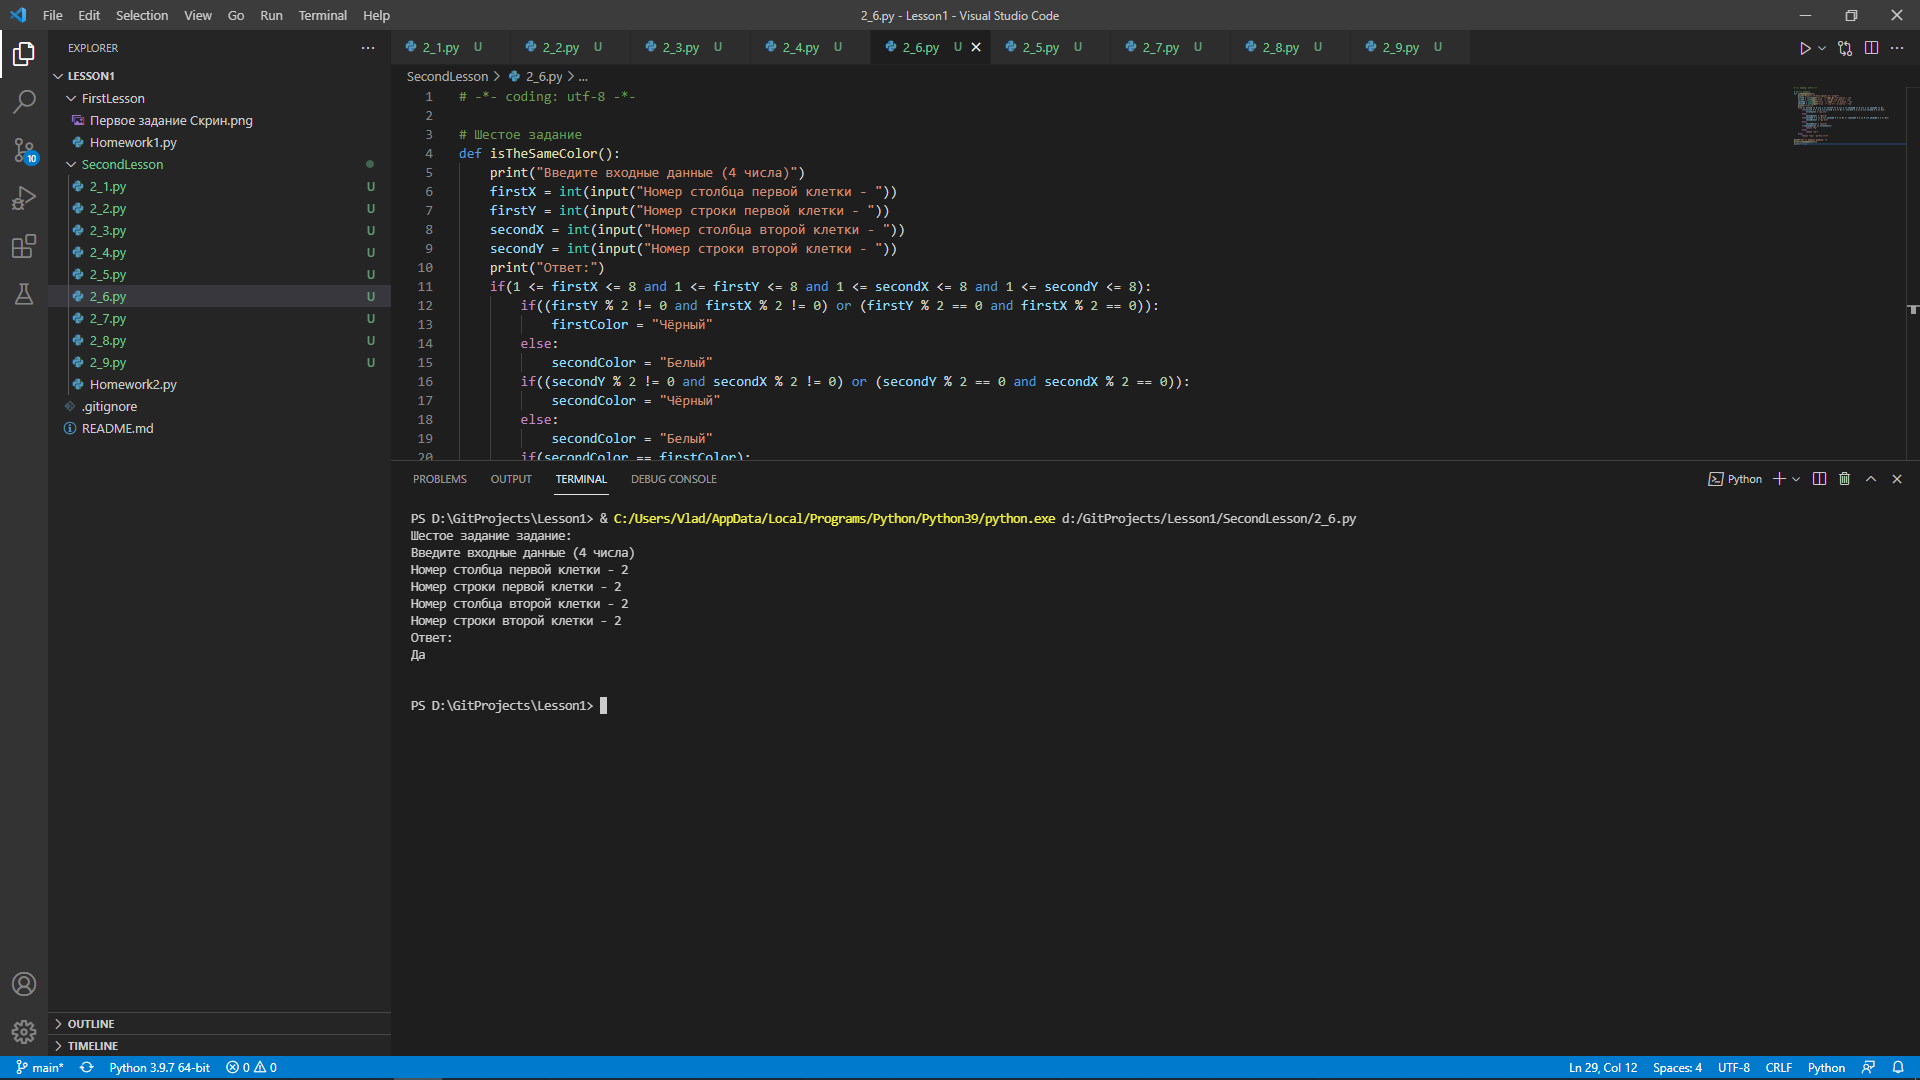 File Edit Selection View Go Run Terminal Help
2_6.py - Lesson1 - Visual Studio Code
EXPLORER
LESSON1
FirstLesson
Первое задание Скрин.png
Homework1.py
SecondLesson
2_1.py U
2_2.py U
2_3.py U
2_4.py U
2_5.py U
2_6.py U
2_7.py U
2_8.py U
2_9.py U
Homework2.py
.gitignore
README.md
10
OUTLINE
TIMELINE
2_1.py U 2_2.py U 2_3.py U 2_4.py U 2_6.py U 2_5.py U 2_7.py U 2_8.py U 2_9.py U
SecondLesson > 2_6.py > ...
1 # -*- coding: utf-8 -*-
2
3 # Шестое задание
4 def isTheSameColor():
5 print("Введите входные данные (4 числа)")
6 firstX = int(input("Номер столбца первой клетки - "))
7 firstY = int(input("Номер строки первой клетки - "))
8 secondX = int(input("Номер столбца второй клетки - "))
9 secondY = int(input("Номер строки второй клетки - "))
10 print("Ответ:")
11 if(1 <= firstX <= 8 and 1 <= firstY <= 8 and 1 <= secondX <= 8 and 1 <= secondY <= 8):
12 if((firstY % 2 != 0 and firstX % 2 != 0) or (firstY % 2 == 0 and firstX % 2 == 0)):
13 firstColor = "Чёрный"
14 else:
15 secondColor = "Белый"
16 if((secondY % 2 != 0 and secondX % 2 != 0) or (secondY % 2 == 0 and secondX % 2 == 0)):
17 secondColor = "Чёрный"
18 else:
19 secondColor = "Белый"
20 if(secondColor == firstColor):
PROBLEMS OUTPUT TERMINAL DEBUG CONSOLE
Python
PS D:\GitProjects\Lesson1> & C:/Users/Vlad/AppData/Local/Programs/Python/Python39/python.exe d:/GitProjects/Lesson1/SecondLesson/2_6.py
Шестое задание задание:
Введите входные данные (4 числа)
Номер столбца первой клетки - 2
Номер строки первой клетки - 2
Номер столбца второй клетки - 2
Номер строки второй клетки - 2
Ответ:
Да
PS D:\GitProjects\Lesson1>
main* Python 3.9.7 64-bit 0 0
Ln 29, Col 12 Spaces: 4 UTF-8 CRLF Python